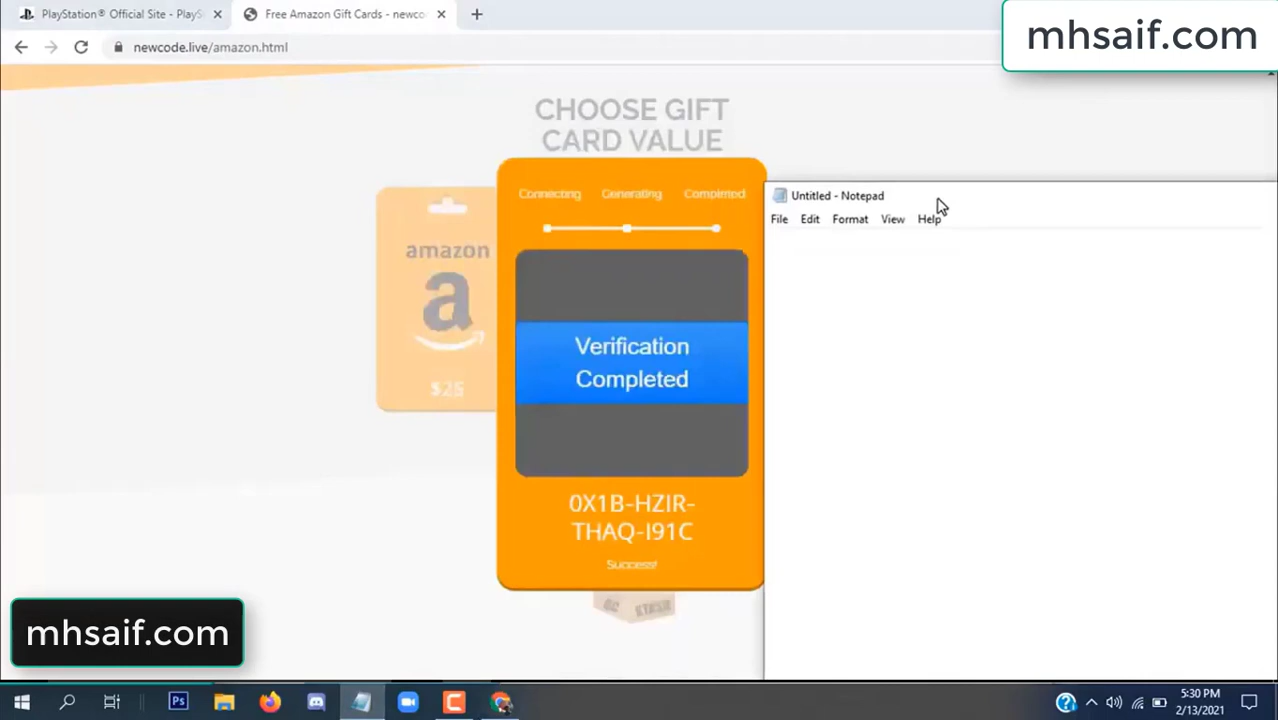 PlayStation® Official Site - PlayS
Free Amazon Gift Cards - newco
mhsaif.com
newcode.live/amazon.html
CHOOSE GIFT
CARD VALUE
Connecting Generating Completed
Untitled - Notepad
File Edit Format View Help
amazon
a
$25
Verification
Completed
0X1B-HZIR-
THAQ-I91C
Success!
mhsaif.com
Ps
5:30 PM
2/13/2021